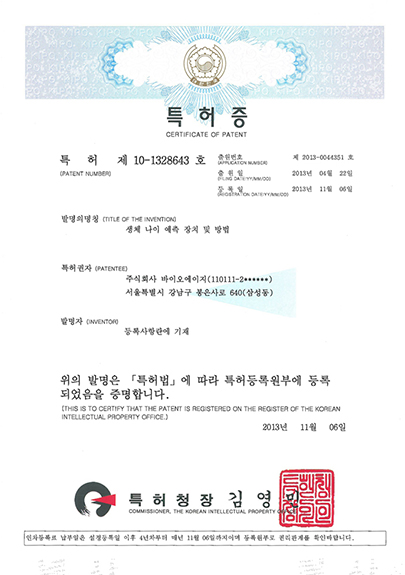 특허증
CERTIFICATE OF PATENT
특 허 제 10-1328643 호
(PATENT NUMBER)
출원번호 제 2013-0044351 호
(APPLICATION NUMBER)
출 원 일 2013년 04월 22일
(FILING DATE:YY/MM/DD)
등 록 일 2013년 11월 06일
(REGISTRATION DATE:YY/MM/DD)
발명의명칭 (TITLE OF THE INVENTION)
생체 나이 예측 장치 및 방법
특허권자 (PATENTEE)
주식회사 바이오에이지(110111-2******)
서울특별시 강남구 봉은사로 640(삼성동)
발명자 (INVENTOR)
등록사항란에 기재
위의 발명은 「특허법」에 따라 특허등록원부에 등록
되었음을 증명합니다.
(THIS IS TO CERTIFY THAT THE PATENT IS REGISTERED ON THE REGISTER OF THE KOREAN
INTELLECTUAL PROPERTY OFFICE.)
2013년 11월 06일
특허청장 김영민
COMMISSIONER, THE KOREAN INTELLECTUAL PROPERTY
연차등록료 납부일은 설정등록일 이후 4년차부터 매년 11월 06일까지이며 등록원부로 권리관계를 확인바랍니다.